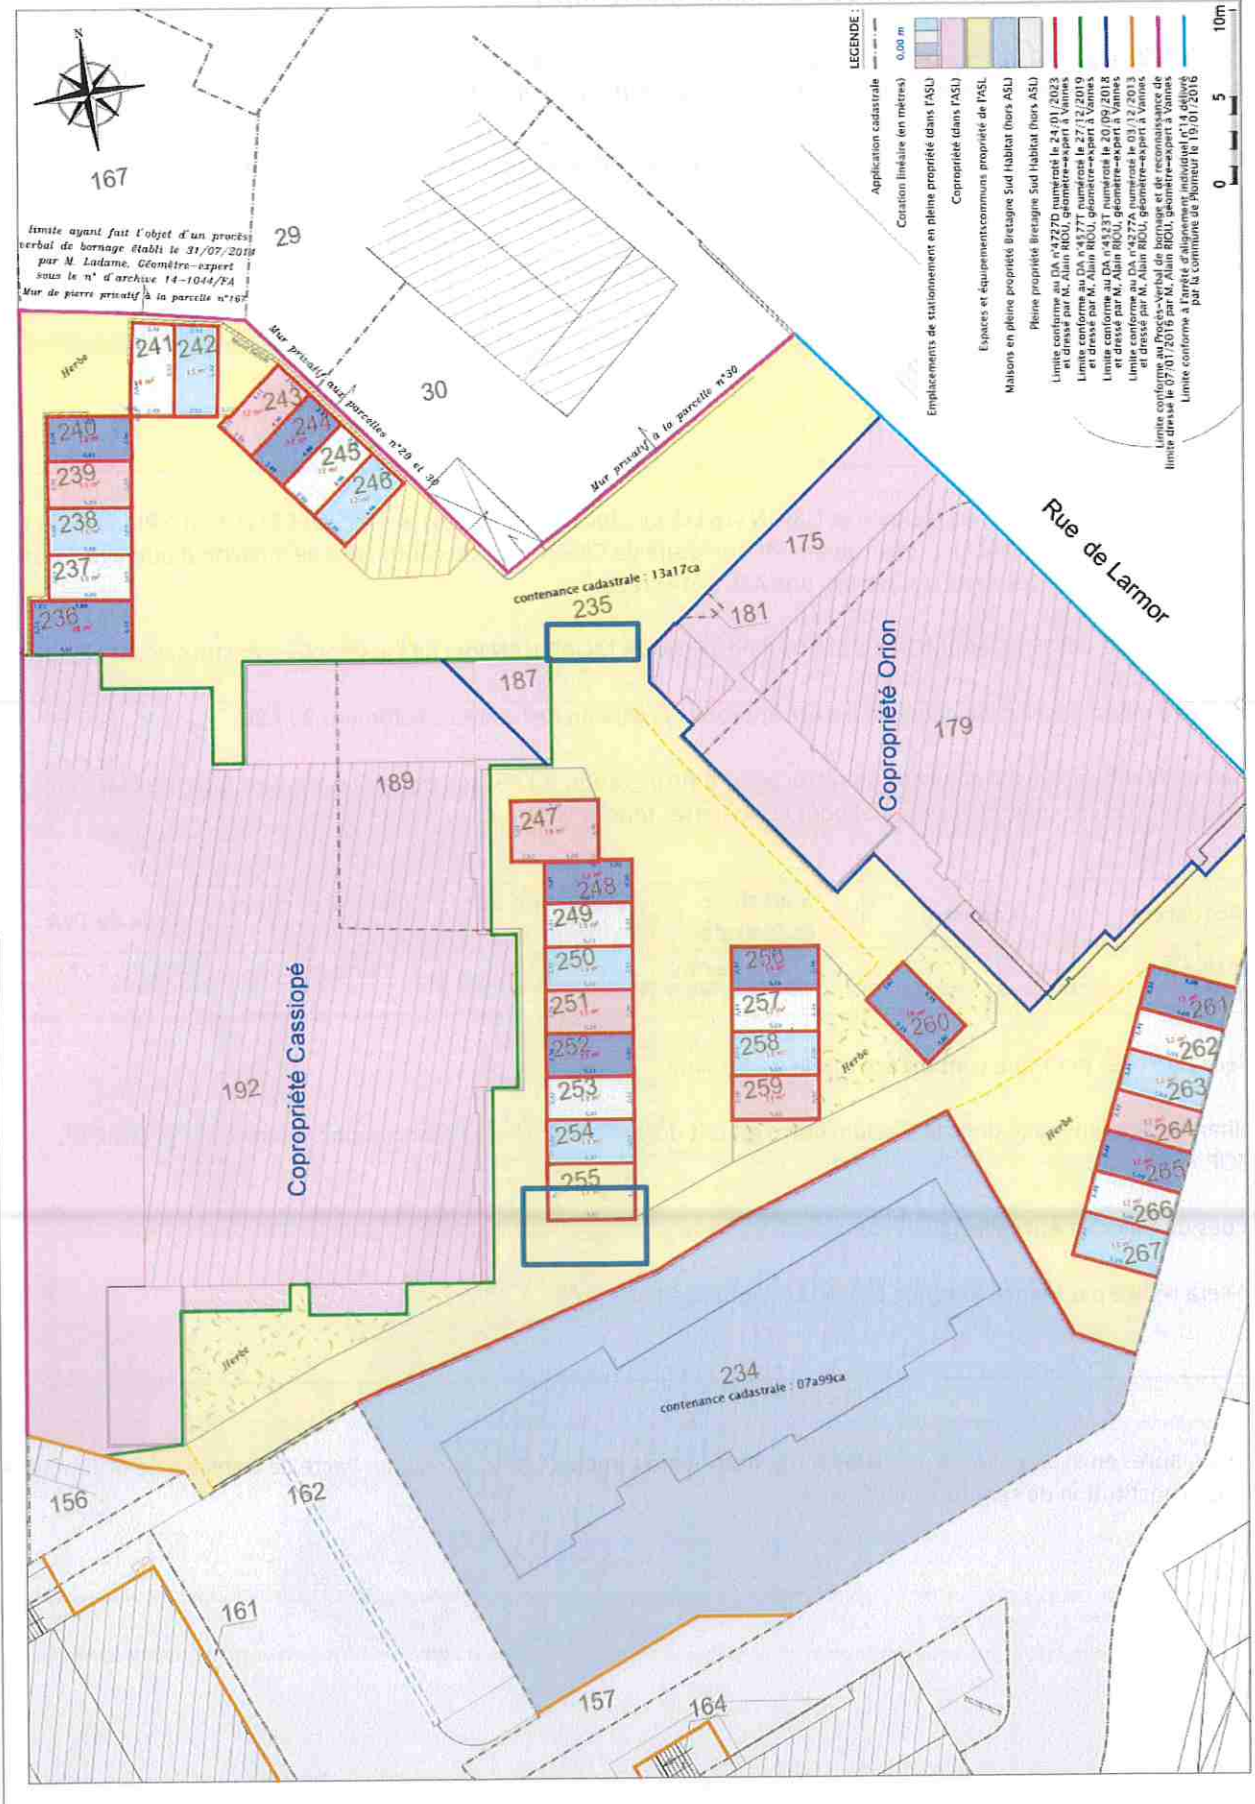 LEGENDE :
Application cadastrale
0.00 m
Cotation linéaire (en mètres)
Emplacements de stationnement en pleine propriété (dans l'ASL)
Copropriété (dans l'ASL)
Espaces et équipements communs propriété de l'ASL
Maisons en pleine propriété Bretagne Sud Habitat (hors ASL)
Pleine propriété Bretagne Sud Habitat (hors ASL)
Limite conforme au DA n°4727D numéroté le 24/01/2023
et dressé par M. Alain RIOU, géomètre-expert à Vannes
Limite conforme au DA n°4577T numéroté le 27/12/2019
et dressé par M. Alain RIOU, géomètre-expert à Vannes
Limite conforme au DA n°4523T numéroté le 20/09/2018
et dressé par M. Alain RIOU, géomètre-expert à Vannes
Limite conforme au DA n°4277A numéroté le 03/12/2013
et dressé par M. Alain RIOU, géomètre-expert à Vannes
Limite conforme au Procès-Verbal de bornage et de reconnaissance de
limite dressé le 07/01/2016 par M. Alain RIOU, géomètre-expert à Vannes
Limite conforme à l'arrêté d'alignement individuel n°14 délivré
par la commune de Ploemeur le 19/01/2016
0 5 10m
N
167
29
limite ayant fait l'objet d'un procès
verbal de bornage établi le 31/07/2014
par M. Ladame, Géomètre-expert
sous le n° d'archive 14-1044/FA
Mur de pierre privatif à la parcelle n°167
Herbe
241
242
Mur privatif aux parcelles n°29 et 30
30
Mur privatif à la parcelle n°30
243
244
245
246
240
239
238
237
236
contenance cadastrale : 13a17ca
235
175
181
Rue de Larmor
187
Copropriété Orion
179
189
247
248
249
250
251
252
253
254
255
256
257
258
259
260
Herbe
261
262
263
264
265
266
267
Herbe
192
Copropriété Cassiopé
Herbe
234
contenance cadastrale : 07a99ca
156
162
161
157
164